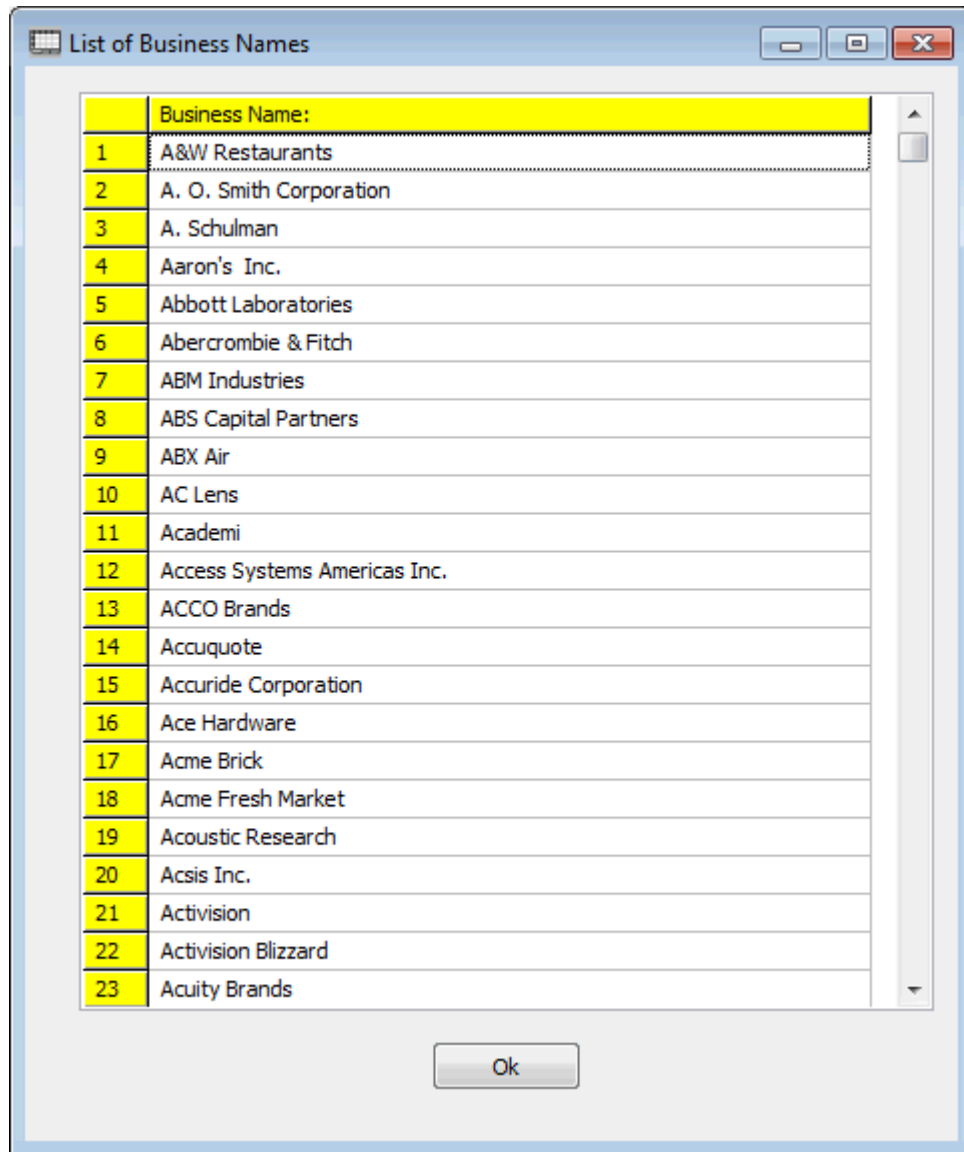 List of Business Names
Business Name:
1 A&W Restaurants
2 A. O. Smith Corporation
3 A. Schulman
4 Aaron's  Inc.
5 Abbott Laboratories
6 Abercrombie & Fitch
7 ABM Industries
8 ABS Capital Partners
9 ABX Air
10 AC Lens
11 Academi
12 Access Systems Americas Inc.
13 ACCO Brands
14 Accuquote
15 Accuride Corporation
16 Ace Hardware
17 Acme Brick
18 Acme Fresh Market
19 Acoustic Research
20 Acsis Inc.
21 Activision
22 Activision Blizzard
23 Acuity Brands
Ok